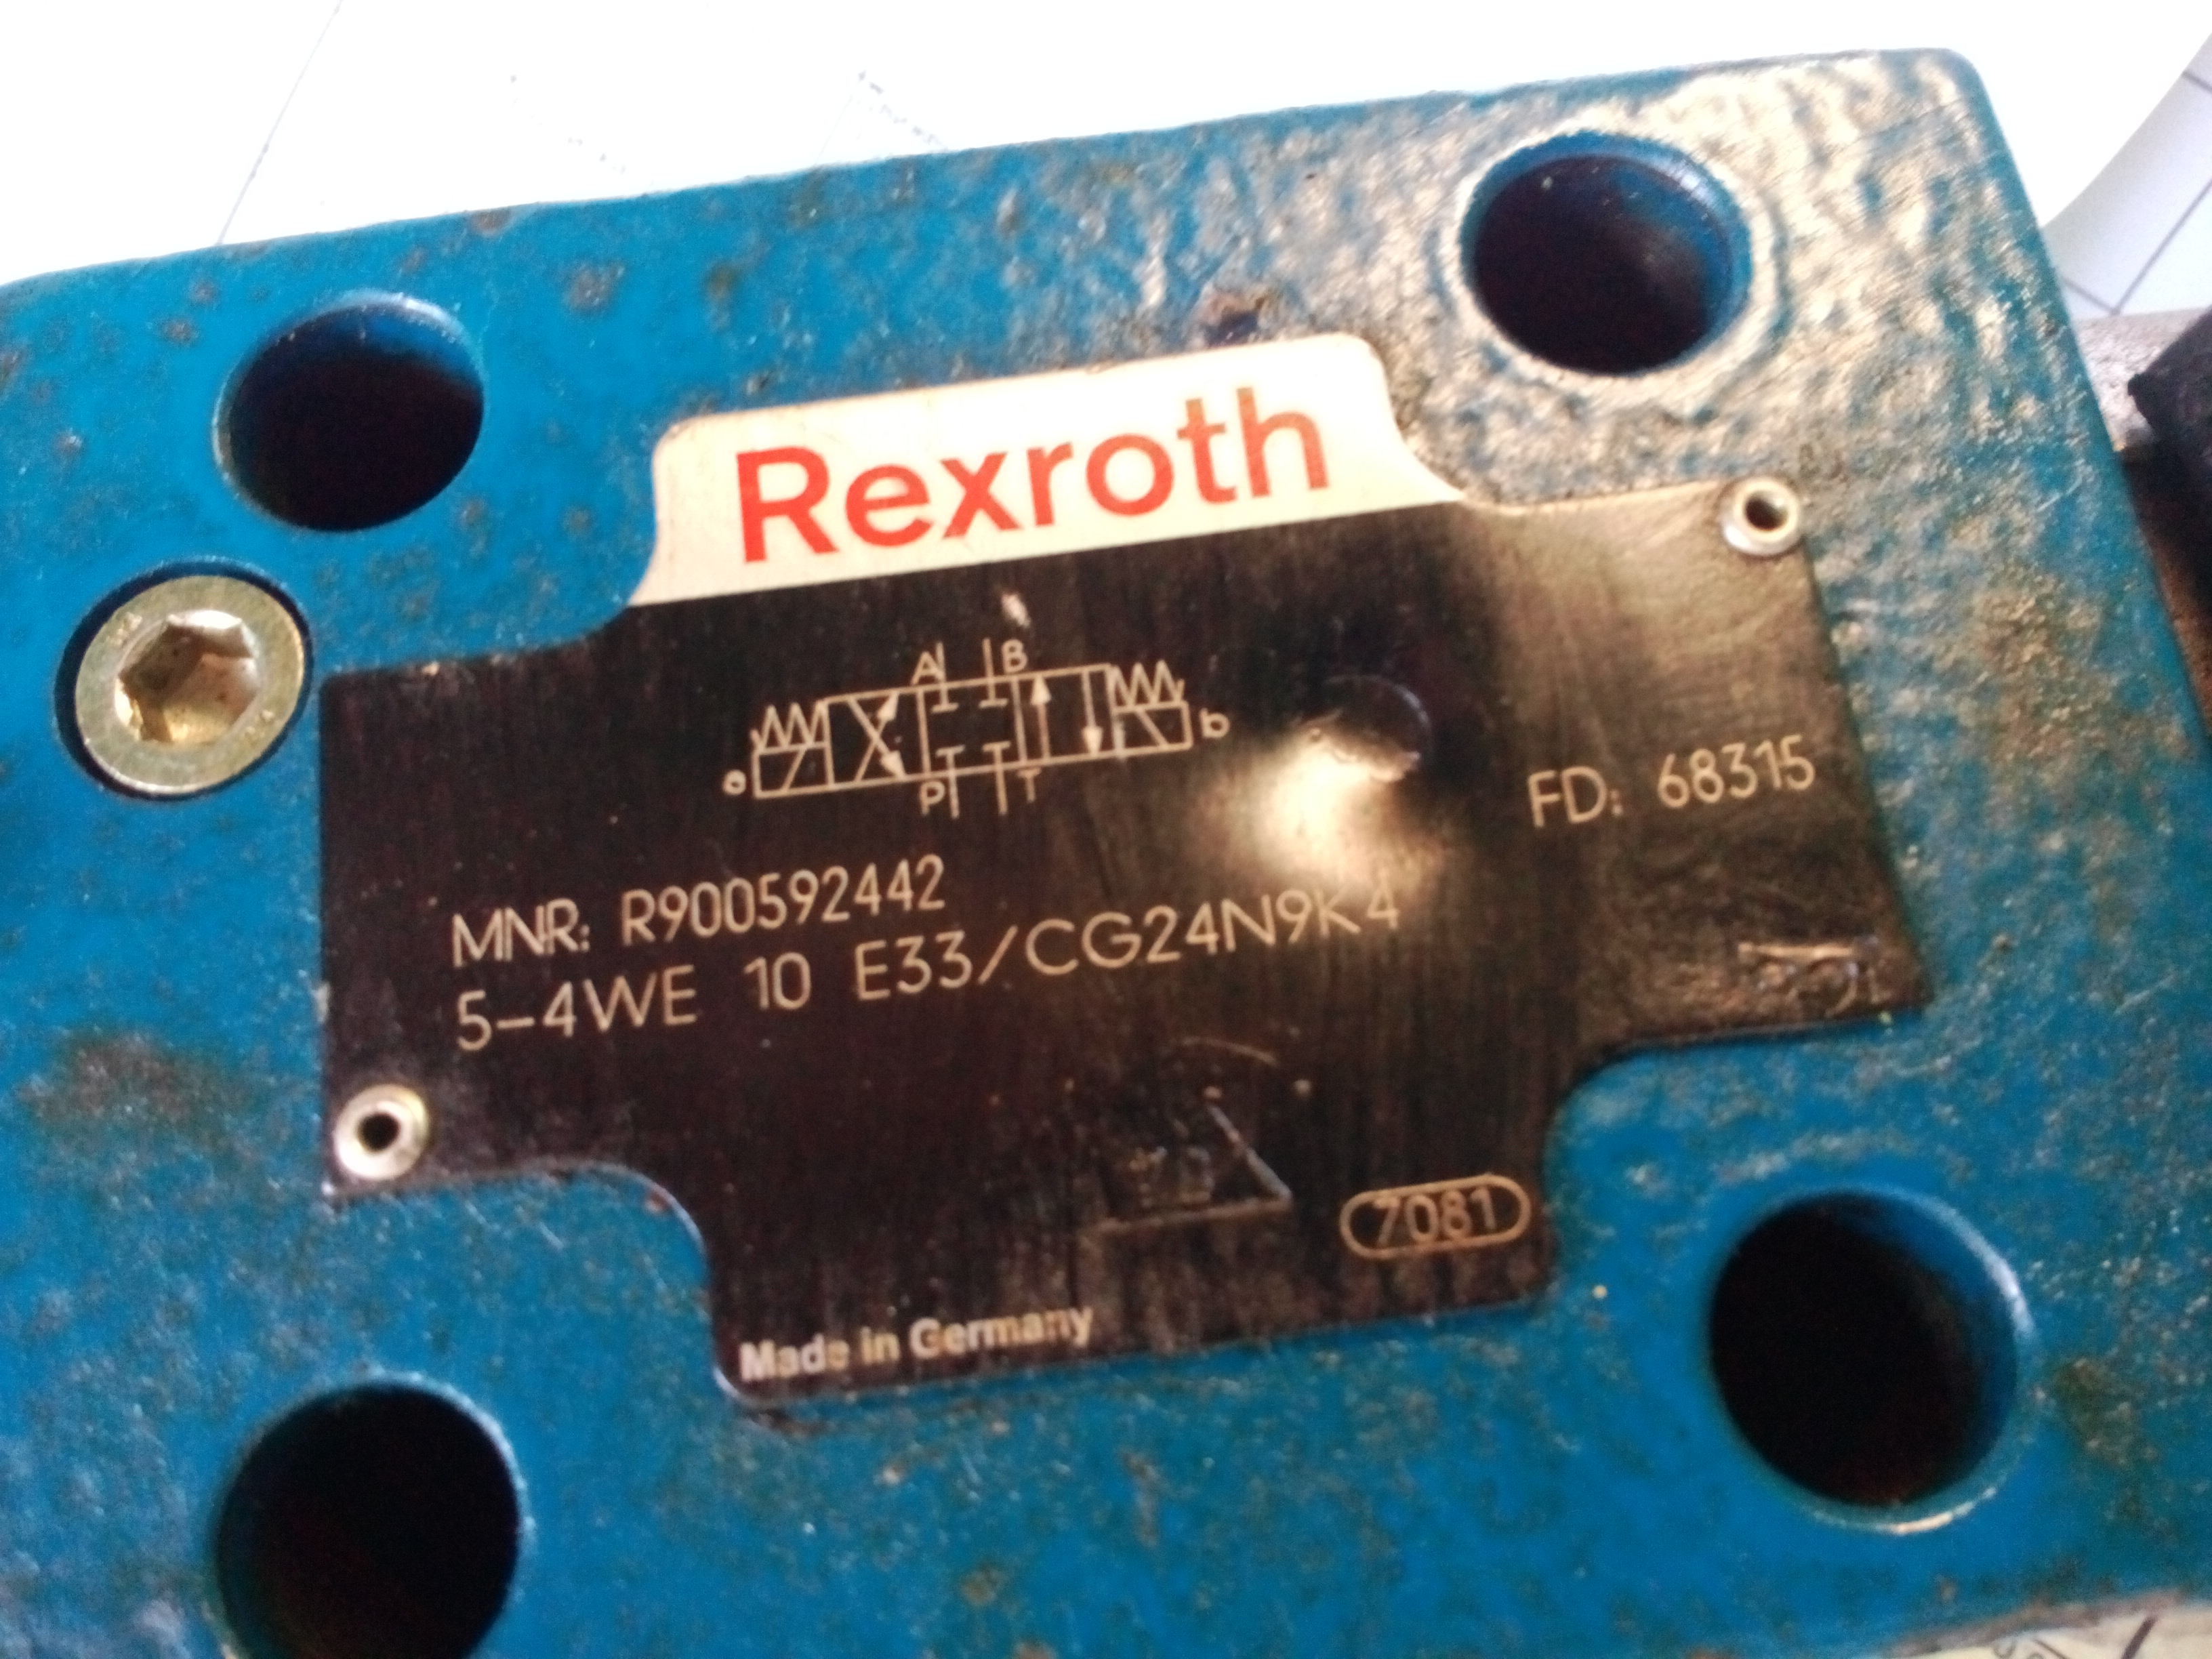 Rexroth
A B
a b
P T
FD: 68315
MNR: R900592442
5-4WE 10 E33/CG24N9K4
7081
Made in Germany